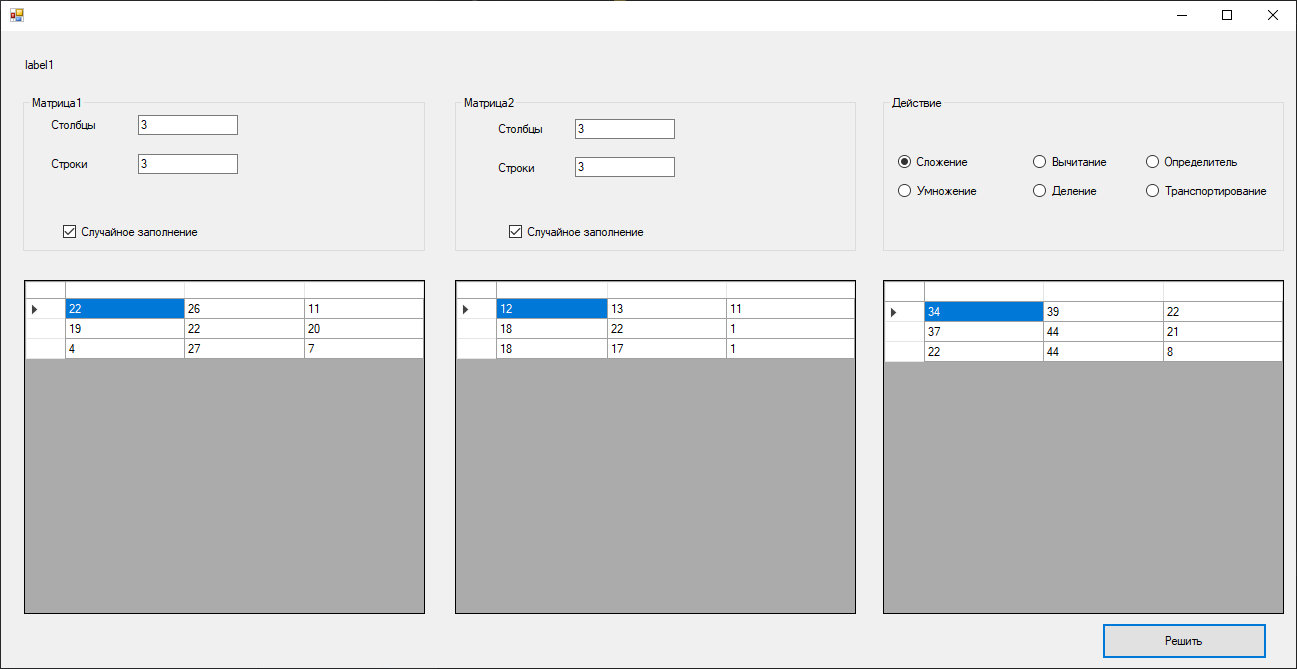 label1
Матрица1
Столбцы 3
Строки 3
Случайное заполнение
Матрица2
Столбцы 3
Строки 3
Случайное заполнение
Действие
Сложение Вычитание Определитель
Умножение Деление Транспортирование
22 26 11
19 22 20
4 27 7
12 13 11
18 22 1
18 17 1
34 39 22
37 44 21
22 44 8
Решить